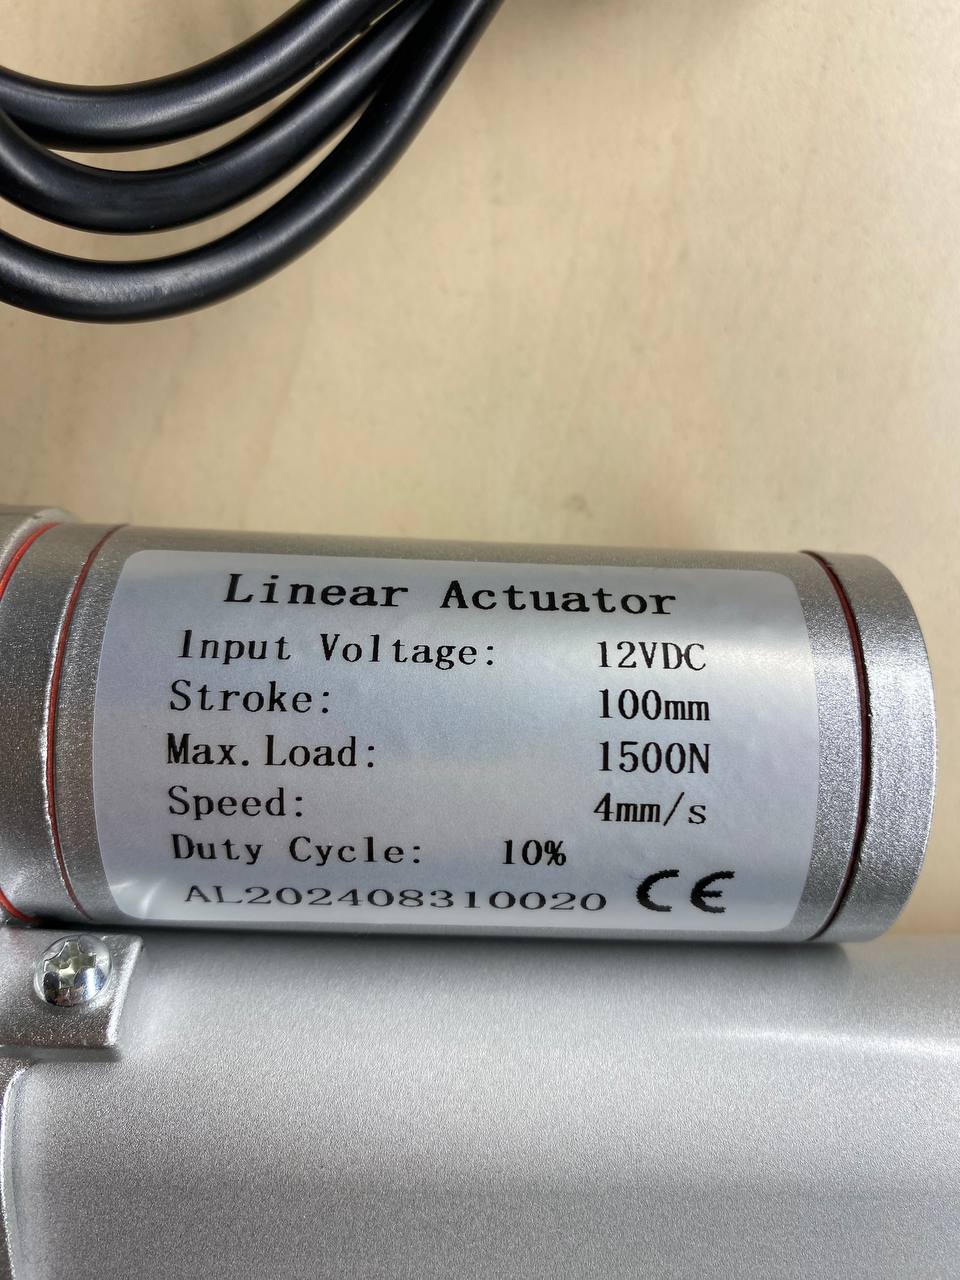 Linear Actuator
Input Voltage: 12VDC
Stroke: 100mm
Max. Load: 1500N
Speed: 4mm/s
Duty Cycle: 10%
AL202408310020 CE